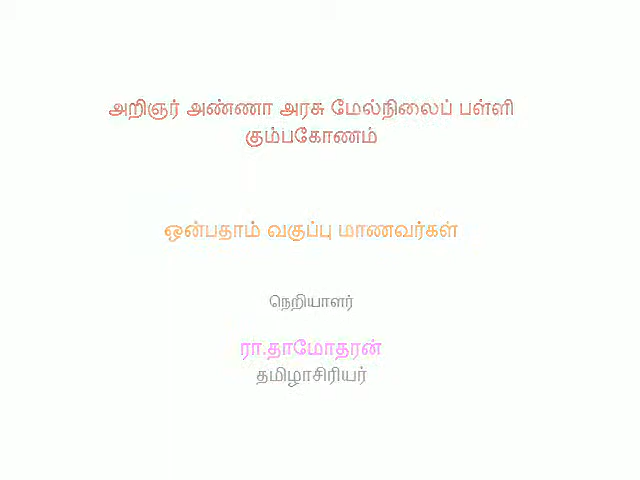 அறிஞர் அண்ணா அரசு மேல்நிலைப் பள்ளி
கும்பகோணம்
ஒன்பதாம் வகுப்பு மாணவர்கள்
நெறியாளர்
ரா.தாமோதரன்
தமிழாசிரியர்